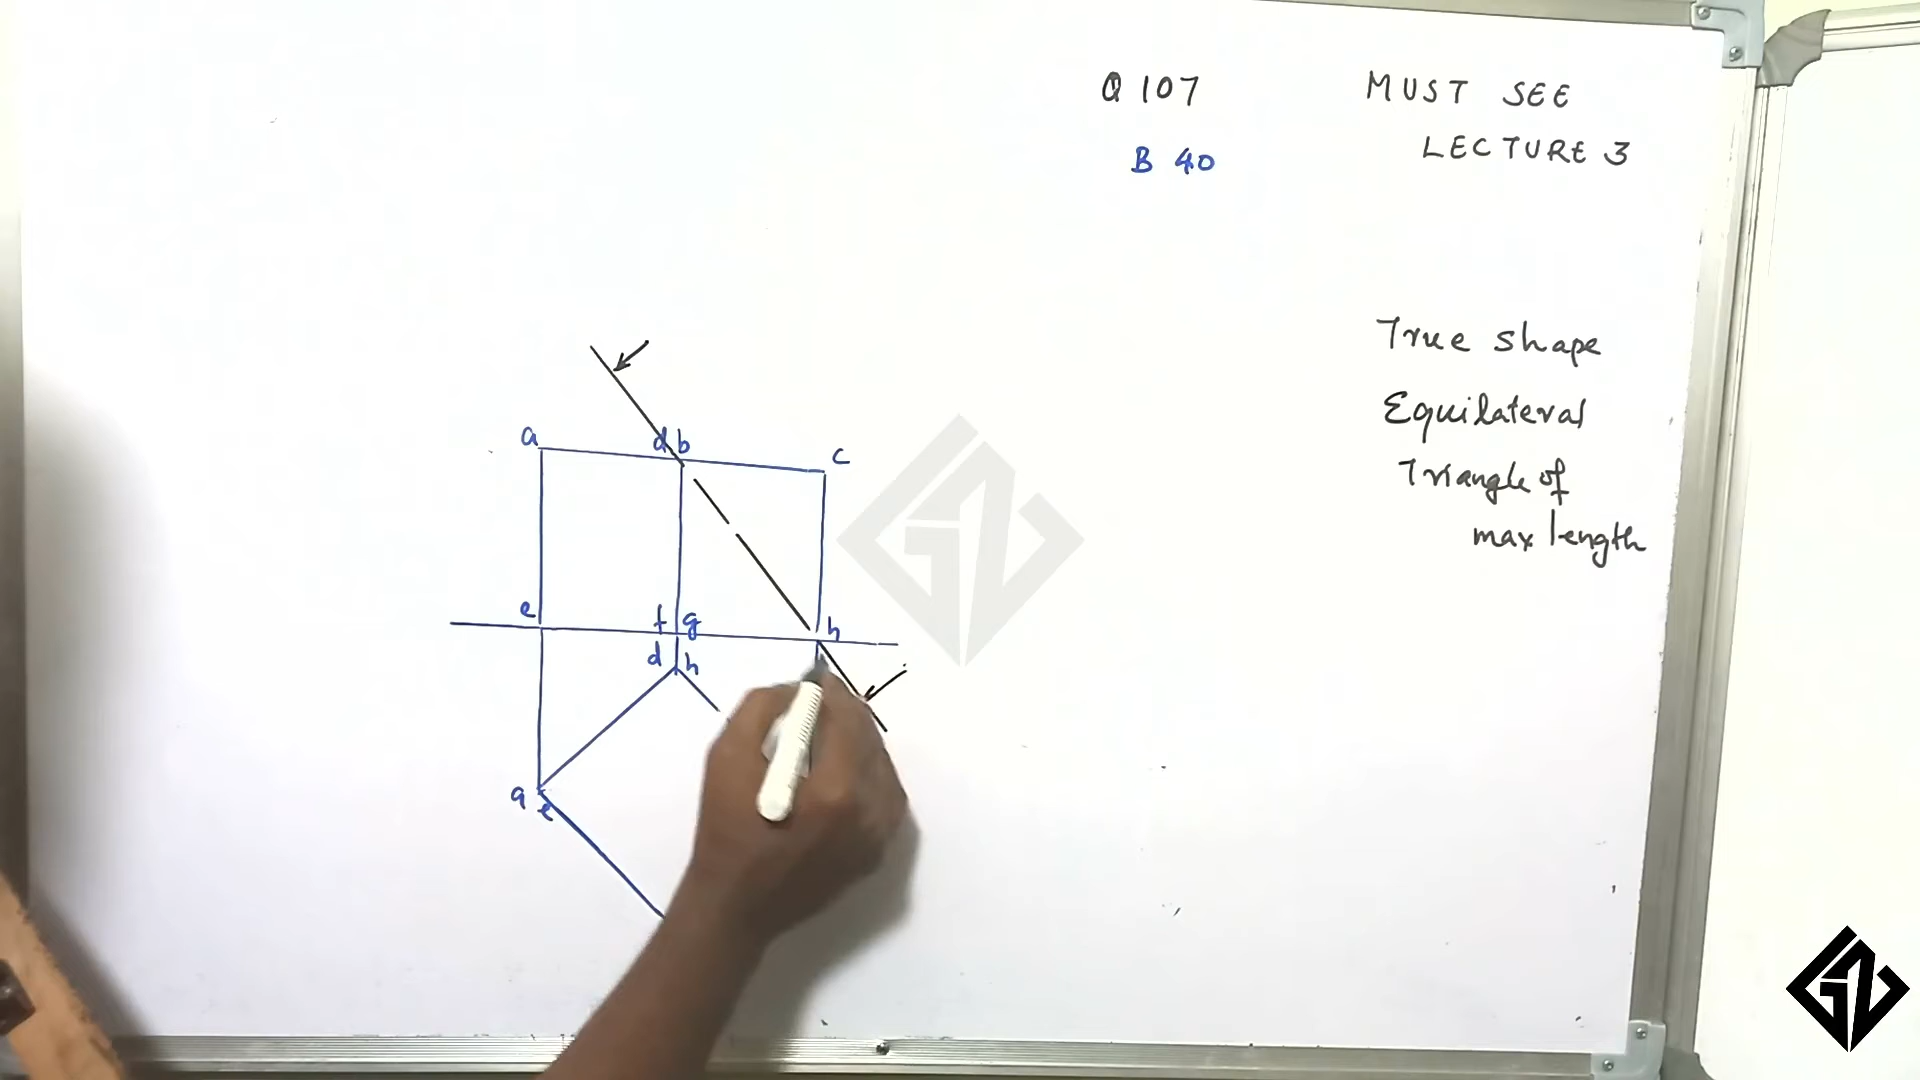 Q 107
MUST SEE
B 40
LECTURE 3
True shape
Equilateral
Triangle of
max length
a
d b
c
e
f g
h
d h
a
e